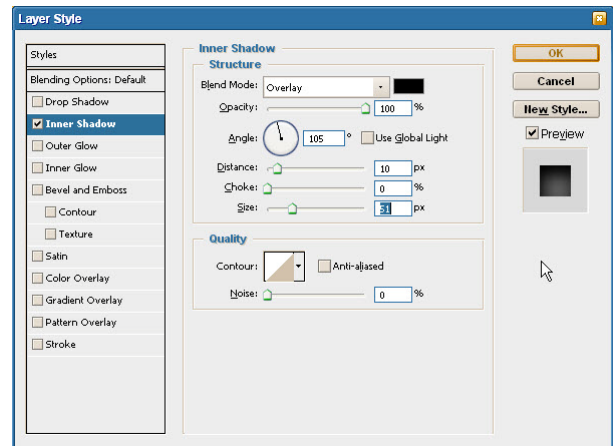 Layer Style
Styles
Blending Options: Default
Drop Shadow
Inner Shadow
Outer Glow
Inner Glow
Bevel and Emboss
Contour
Texture
Satin
Color Overlay
Gradient Overlay
Pattern Overlay
Stroke
Inner Shadow
Structure
Blend Mode: Overlay
Opacity: 100 %
Angle: 105 ° Use Global Light
Distance: 10 px
Choke: 0 %
Size: 51 px
Quality
Contour: Anti-aliased
Noise: 0 %
OK
Cancel
New Style...
Preview